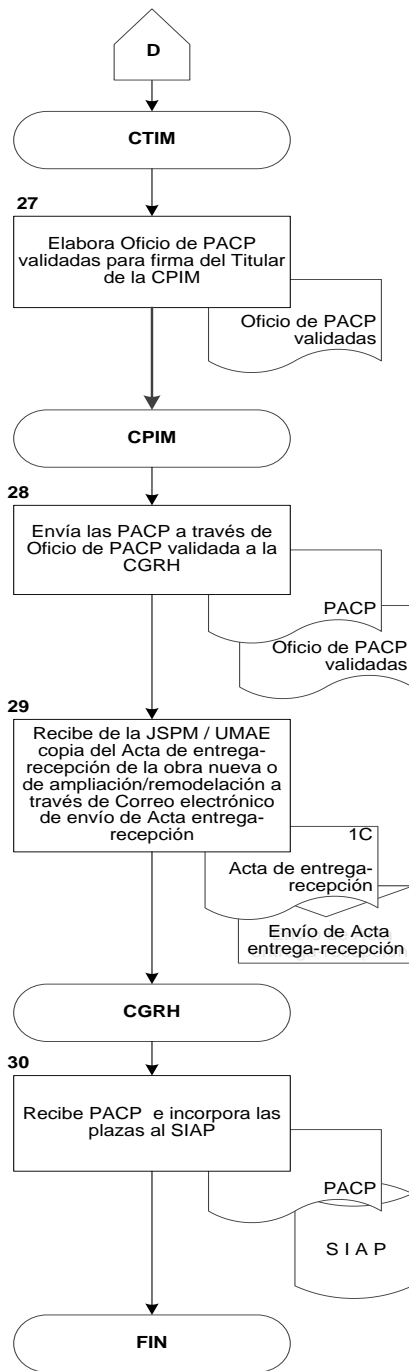 D
CTIM
27
Elabora Oficio de PACP
validadas para firma del Titular
de la CPIM
Oficio de PACP
validadas
CPIM
28
Envía las PACP a través de
Oficio de PACP validada a la
CGRH
PACP
Oficio de PACP
validadas
29
Recibe de la JSPM / UMAE
copia del Acta de entrega-
recepción de la obra nueva o
de ampliación/remodelación a
través de Correo electrónico
de envío de Acta entrega-
recepción
1C
Acta de entrega-
recepción
Envío de Acta
entrega-recepción
CGRH
30
Recibe PACP e incorpora las
plazas al SIAP
PACP
S I A P
FIN